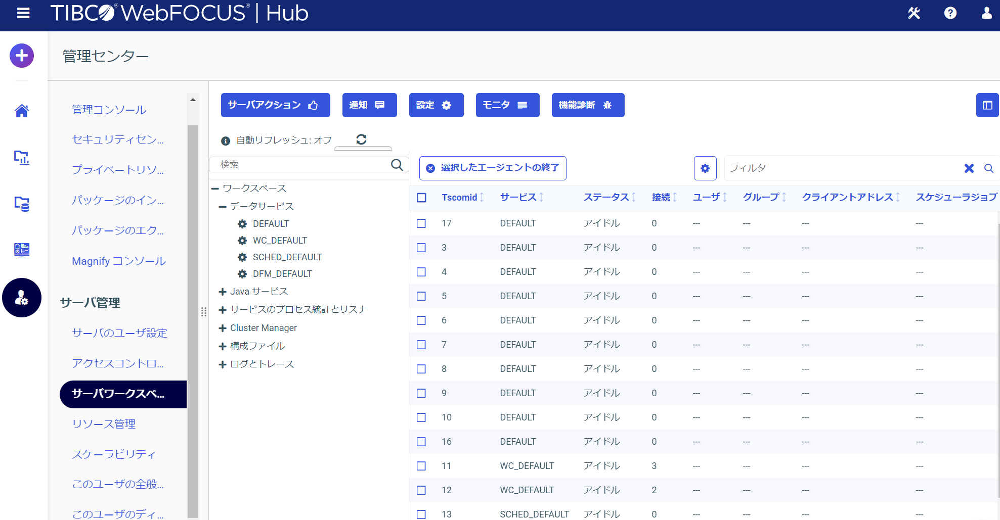 TIBCO® WebFOCUS® | Hub
管理センター
管理コンソール
セキュリティセン...
プライベートリソ...
パッケージのイン...
パッケージのエク...
Magnify コンソール
サーバ管理
サーバのユーザ設定
アクセスコントロ...
サーバワークスペ...
リソース管理
スケーラビリティ
このユーザの全般...
このユーザのディ...
サーバアクション 通知 設定 モニタ 機能診断
自動リフレッシュ: オフ
検索
ワークスペース
データサービス
DEFAULT
WC_DEFAULT
SCHED_DEFAULT
DFM_DEFAULT
Java サービス
サービスのプロセス統計とリスナ
Cluster Manager
構成ファイル
ログとトレース
選択したエージェントの終了 フィルタ
Tscomid サービス ステータス 接続 ユーザ グループ クライアントアドレス スケジューラジョブ
17 DEFAULT アイドル 0 --- --- --- ---
3 DEFAULT アイドル 0 --- --- --- ---
4 DEFAULT アイドル 0 --- --- --- ---
5 DEFAULT アイドル 0 --- --- --- ---
6 DEFAULT アイドル 0 --- --- --- ---
7 DEFAULT アイドル 0 --- --- --- ---
8 DEFAULT アイドル 0 --- --- --- ---
9 DEFAULT アイドル 0 --- --- --- ---
10 DEFAULT アイドル 0 --- --- --- ---
16 DEFAULT アイドル 0 --- --- --- ---
11 WC_DEFAULT アイドル 3 --- --- --- ---
12 WC_DEFAULT アイドル 2 --- --- --- ---
13 SCHED_DEFAULT アイドル 0 --- --- --- ---